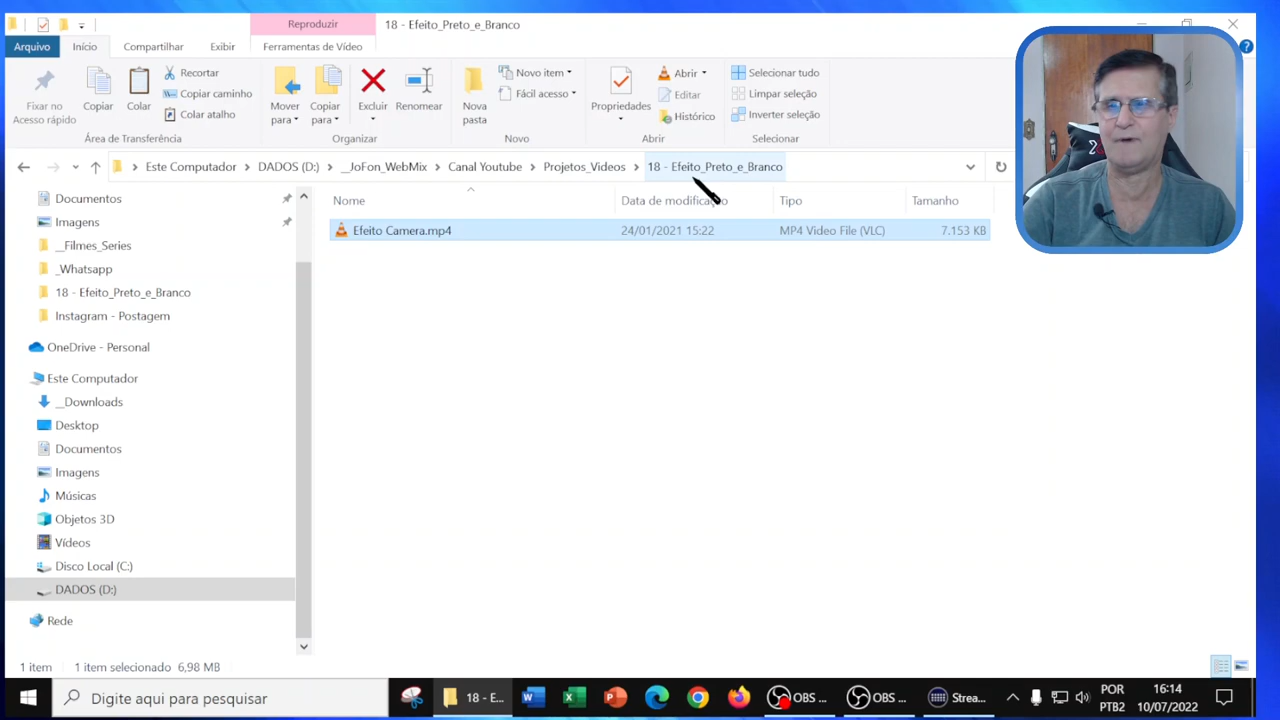 Reproduzir
18 - Efeito_Preto_e_Branco
Arquivo
Início
Compartilhar
Exibir
Ferramentas de Vídeo
Fixar no
Acesso rápido
Copiar
Colar
Recortar
Copiar caminho
Colar atalho
Área de Transferência
Mover
para
Copiar
para
Excluir
Renomear
Organizar
Nova
pasta
Novo item
Fácil acesso
Novo
Propriedades
Abrir
Editar
Histórico
Abrir
Selecionar tudo
Limpar seleção
Inverter seleção
Selecionar
Este Computador
DADOS (D:)
__JoFon_WebMix
Canal Youtube
Projetos_Videos
18 - Efeito_Preto_e_Branco
Nome
Data de modificação
Tipo
Tamanho
Efeito Camera.mp4
24/01/2021 15:22
MP4 Video File (VLC)
7.153 KB
Documentos
Imagens
__Filmes_Series
_Whatsapp
18 - Efeito_Preto_e_Branco
Instagram - Postagem
OneDrive - Personal
Este Computador
__Downloads
Desktop
Documentos
Imagens
Músicas
Objetos 3D
Vídeos
Disco Local (C:)
DADOS (D:)
Rede
1 item
1 item selecionado 6,98 MB
Digite aqui para pesquisar
18 - E...
OBS ...
OBS ...
Strea...
POR
PTB2
16:14
10/07/2022